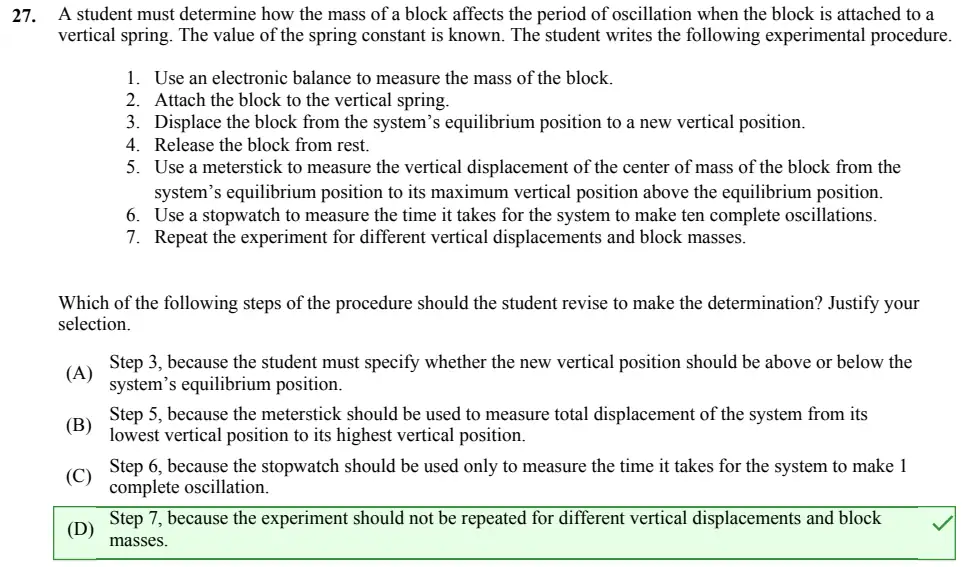 27. A student must determine how the mass of a block affects the period of oscillation when the block is attached to a
vertical spring. The value of the spring constant is known. The student writes the following experimental procedure.
1. Use an electronic balance to measure the mass of the block.
2. Attach the block to the vertical spring.
3. Displace the block from the system's equilibrium position to a new vertical position.
4. Release the block from rest.
5. Use a meterstick to measure the vertical displacement of the center of mass of the block from the
system's equilibrium position to its maximum vertical position above the equilibrium position.
6. Use a stopwatch to measure the time it takes for the system to make ten complete oscillations.
7. Repeat the experiment for different vertical displacements and block masses.
Which of the following steps of the procedure should the student revise to make the determination? Justify your
selection.
(A) Step 3, because the student must specify whether the new vertical position should be above or below the
system's equilibrium position.
(B) Step 5, because the meterstick should be used to measure total displacement of the system from its
lowest vertical position to its highest vertical position.
(C) Step 6, because the stopwatch should be used only to measure the time it takes for the system to make 1
complete oscillation.
(D) Step 7, because the experiment should not be repeated for different vertical displacements and block
masses.